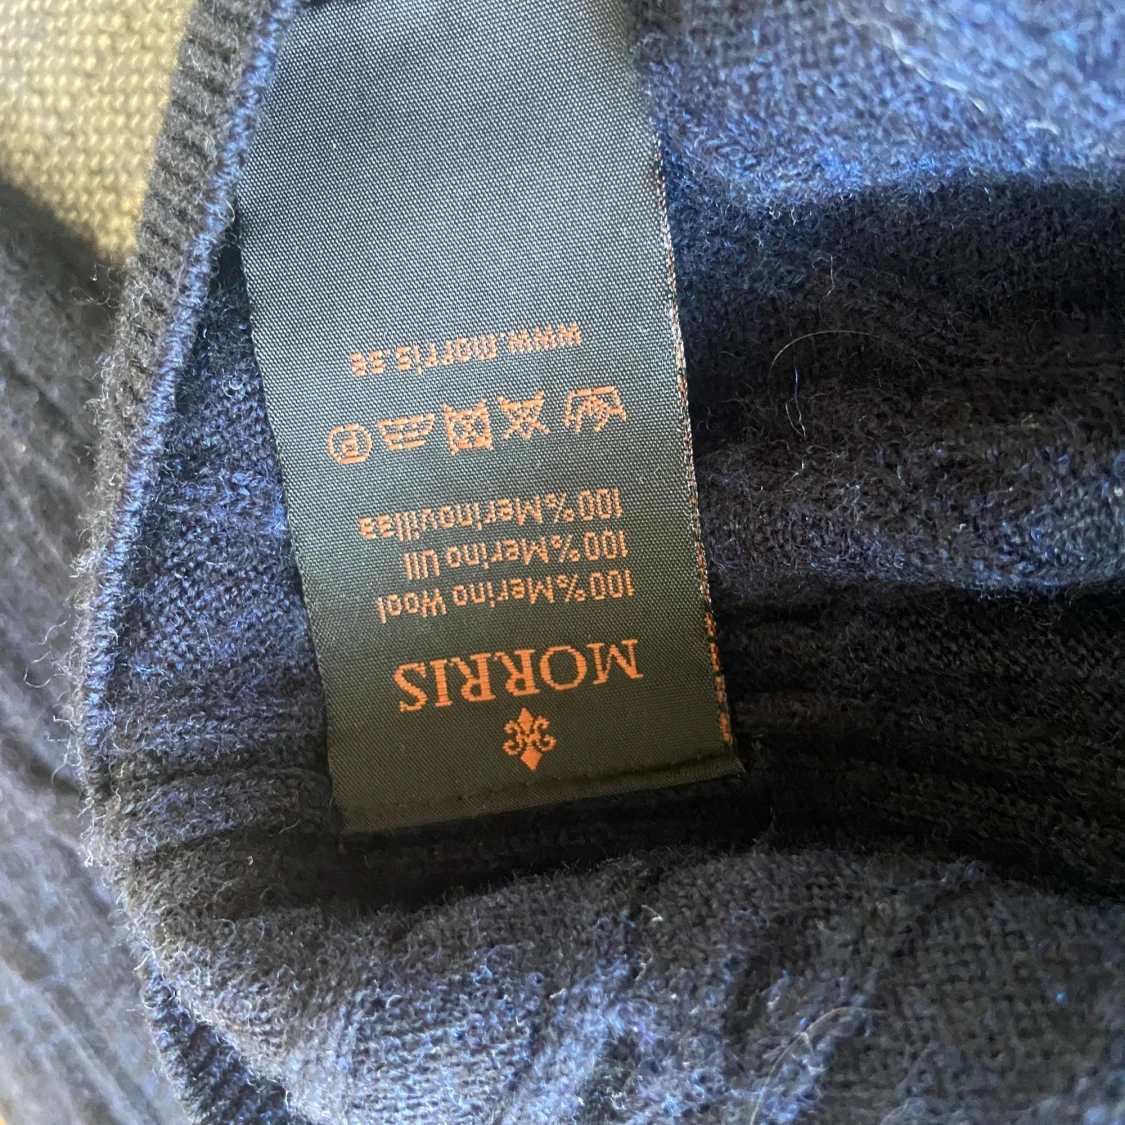 MORRIS
100%Merino Wool
100%Merino Ull
100%Merinovillaa
www.morris.se